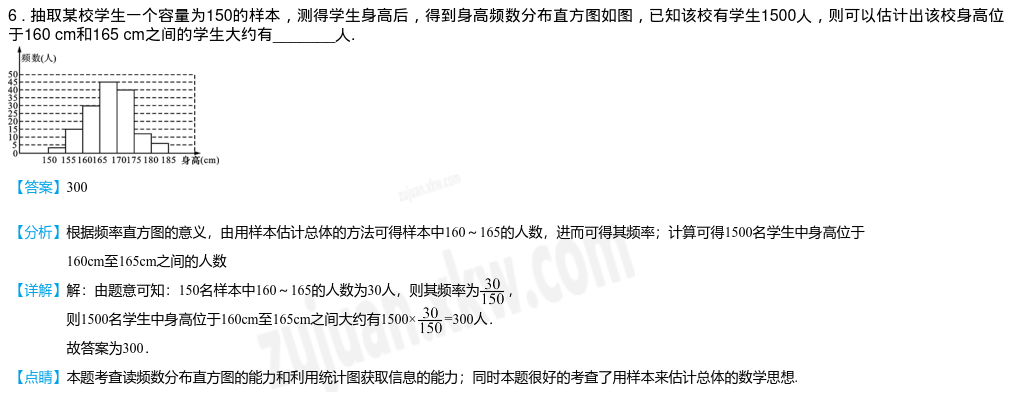 6．抽取某校学生一个容量为150的样本，测得学生身高后，得到身高频数分布直方图如图，已知该校有学生1500人，则可以估计出该校身高位
于160 cm和165 cm之间的学生大约有________人.
频数(人)
50
45
40
35
30
25
20
15
10
5
0
150 155 160 165 170 175 180 185 身高(cm)
【答案】300
【分析】根据频率直方图的意义，由用样本估计总体的方法可得样本中160～165的人数，进而可得其频率；计算可得1500名学生中身高位于
160cm至165cm之间的人数
【详解】解：由题意可知：150名样本中160～165的人数为30人，则其频率为30/150，
则1500名学生中身高位于160cm至165cm之间大约有1500×30/150=300人．
故答案为300．
【点睛】本题考查读频数分布直方图的能力和利用统计图获取信息的能力；同时本题很好的考查了用样本来估计总体的数学思想.
zujuan.xkw.com
zujuan.xkw.com